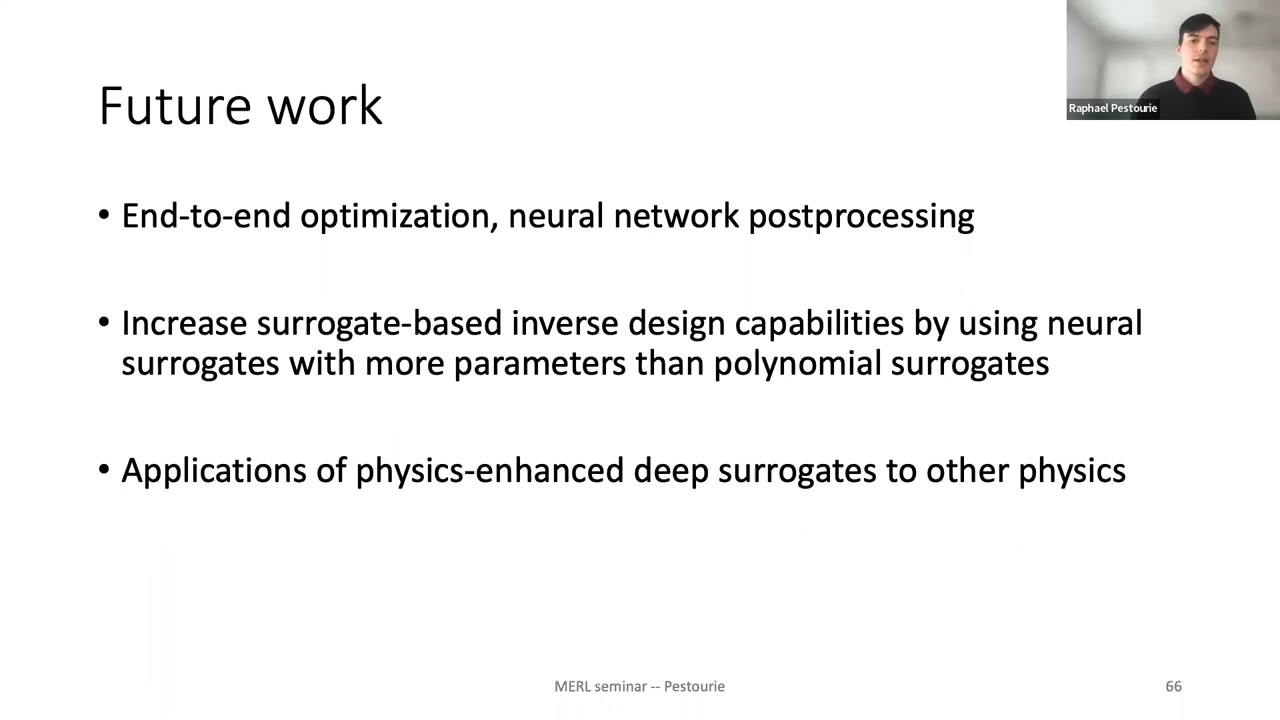 Raphael Pestourie
Future work
• End-to-end optimization, neural network postprocessing
• Increase surrogate-based inverse design capabilities by using neural
surrogates with more parameters than polynomial surrogates
• Applications of physics-enhanced deep surrogates to other physics
MERL seminar -- Pestourie
66